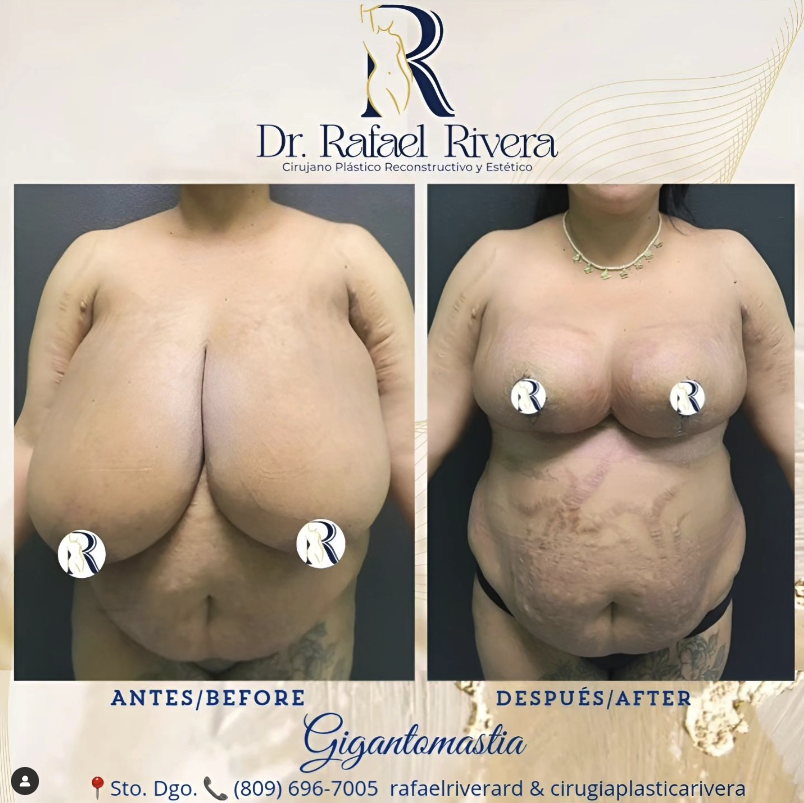 R
Dr. Rafael Rivera
Cirujano Plástico Reconstructivo y Estético
R
R
R
R
ANTES/BEFORE
DESPUÉS/AFTER
Gigantomastia
Sto. Dgo. (809) 696-7005 rafaelriverard & cirugiaplasticarivera